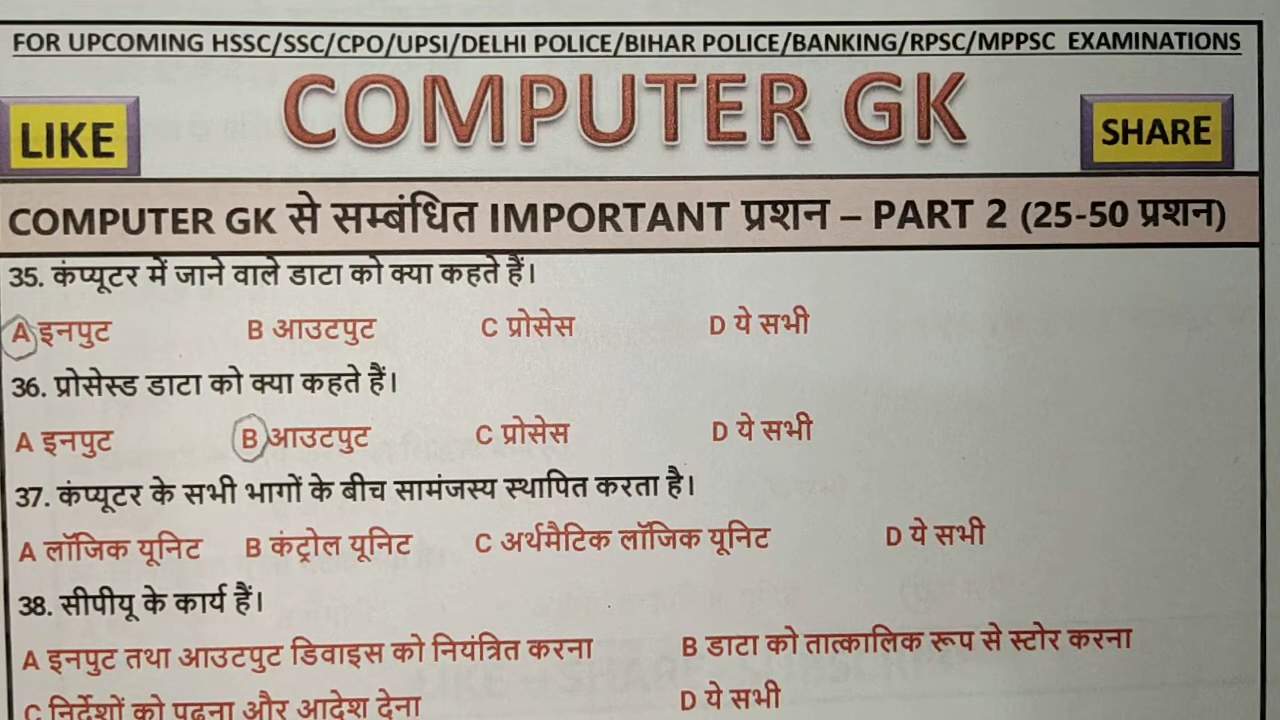 FOR UPCOMING HSSC/SSC/CPO/UPSI/DELHI POLICE/BIHAR POLICE/BANKING/RPSC/MPPSC EXAMINATIONS
LIKE COMPUTER GK SHARE
COMPUTER GK से सम्बंधित IMPORTANT प्रशन – PART 2 (25-50 प्रशन)
35. कंप्यूटर में जाने वाले डाटा को क्या कहते हैं।
A इनपुट B आउटपुट C प्रोसेस D ये सभी
36. प्रोसेस्ड डाटा को क्या कहते हैं।
A इनपुट B आउटपुट C प्रोसेस D ये सभी
37. कंप्यूटर के सभी भागों के बीच सामंजस्य स्थापित करता है।
A लॉजिक यूनिट B कंट्रोल यूनिट C अर्थमैटिक लॉजिक यूनिट D ये सभी
38. सीपीयू के कार्य हैं।
A इनपुट तथा आउटपुट डिवाइस को नियंत्रित करना B डाटा को तात्कालिक रूप से स्टोर करना
C निर्देशों को पढना और आदेश देना D ये सभी